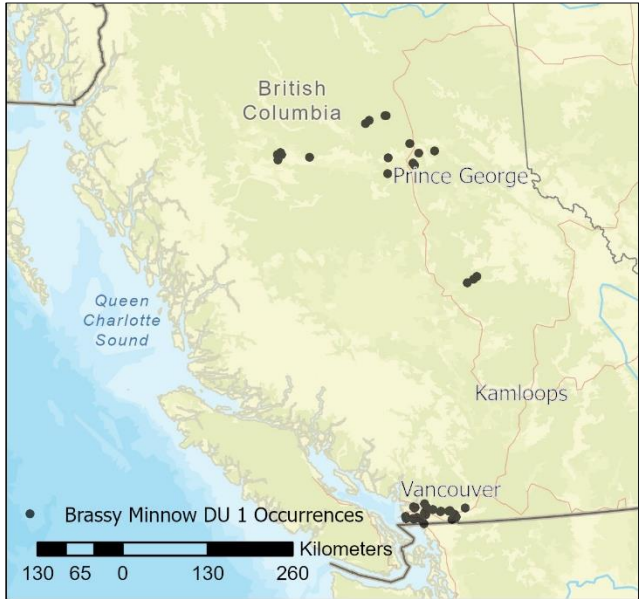 British
Columbia
Prince George
Queen
Charlotte
Sound
Kamloops
Vancouver
Brassy Minnow DU 1 Occurrences
Kilometers
130 65 0 130 260